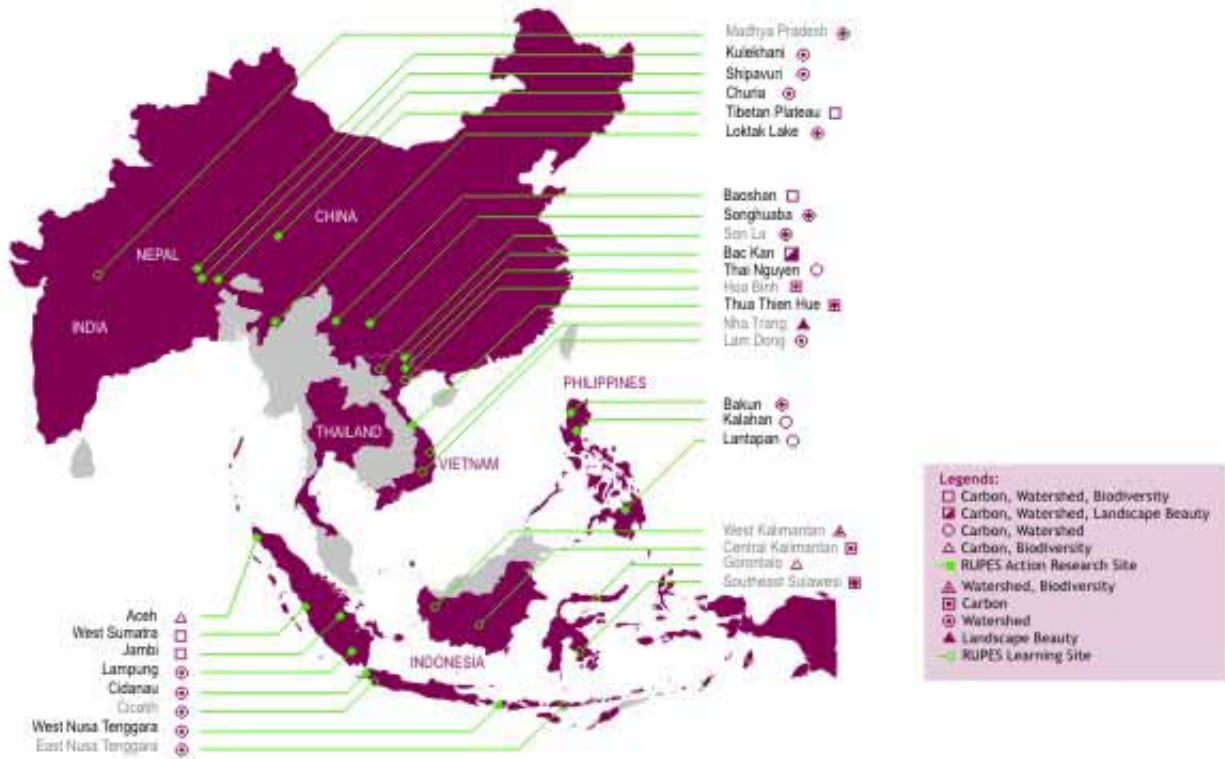 Madhya Pradesh
Kulekhani
Shipavuri
Churia
Tibetan Plateau
Loktak Lake
CHINA
NEPAL
INDIA
Baoshan
Songhuaba
Son La
Bac Kan
Thai Nguyen
Hoa Binh
Thua Thien Hue
Nha Trang
Lam Dong
PHILIPPINES
Bakun
Kalahan
Lantapan
THAILAND
VIETNAM
West Kalimantan
Central Kalimantan
Gorontalo
Southeast Sulawesi
INDONESIA
Aceh
West Sumatra
Jambi
Lampung
Cidanau
Cicatih
West Nusa Tenggara
East Nusa Tenggara
Legends:
Carbon, Watershed, Biodiversity
Carbon, Watershed, Landscape Beauty
Carbon, Watershed
Carbon, Biodiversity
RUPES Action Research Site
Watershed, Biodiversity
Carbon
Watershed
Landscape Beauty
RUPES Learning Site